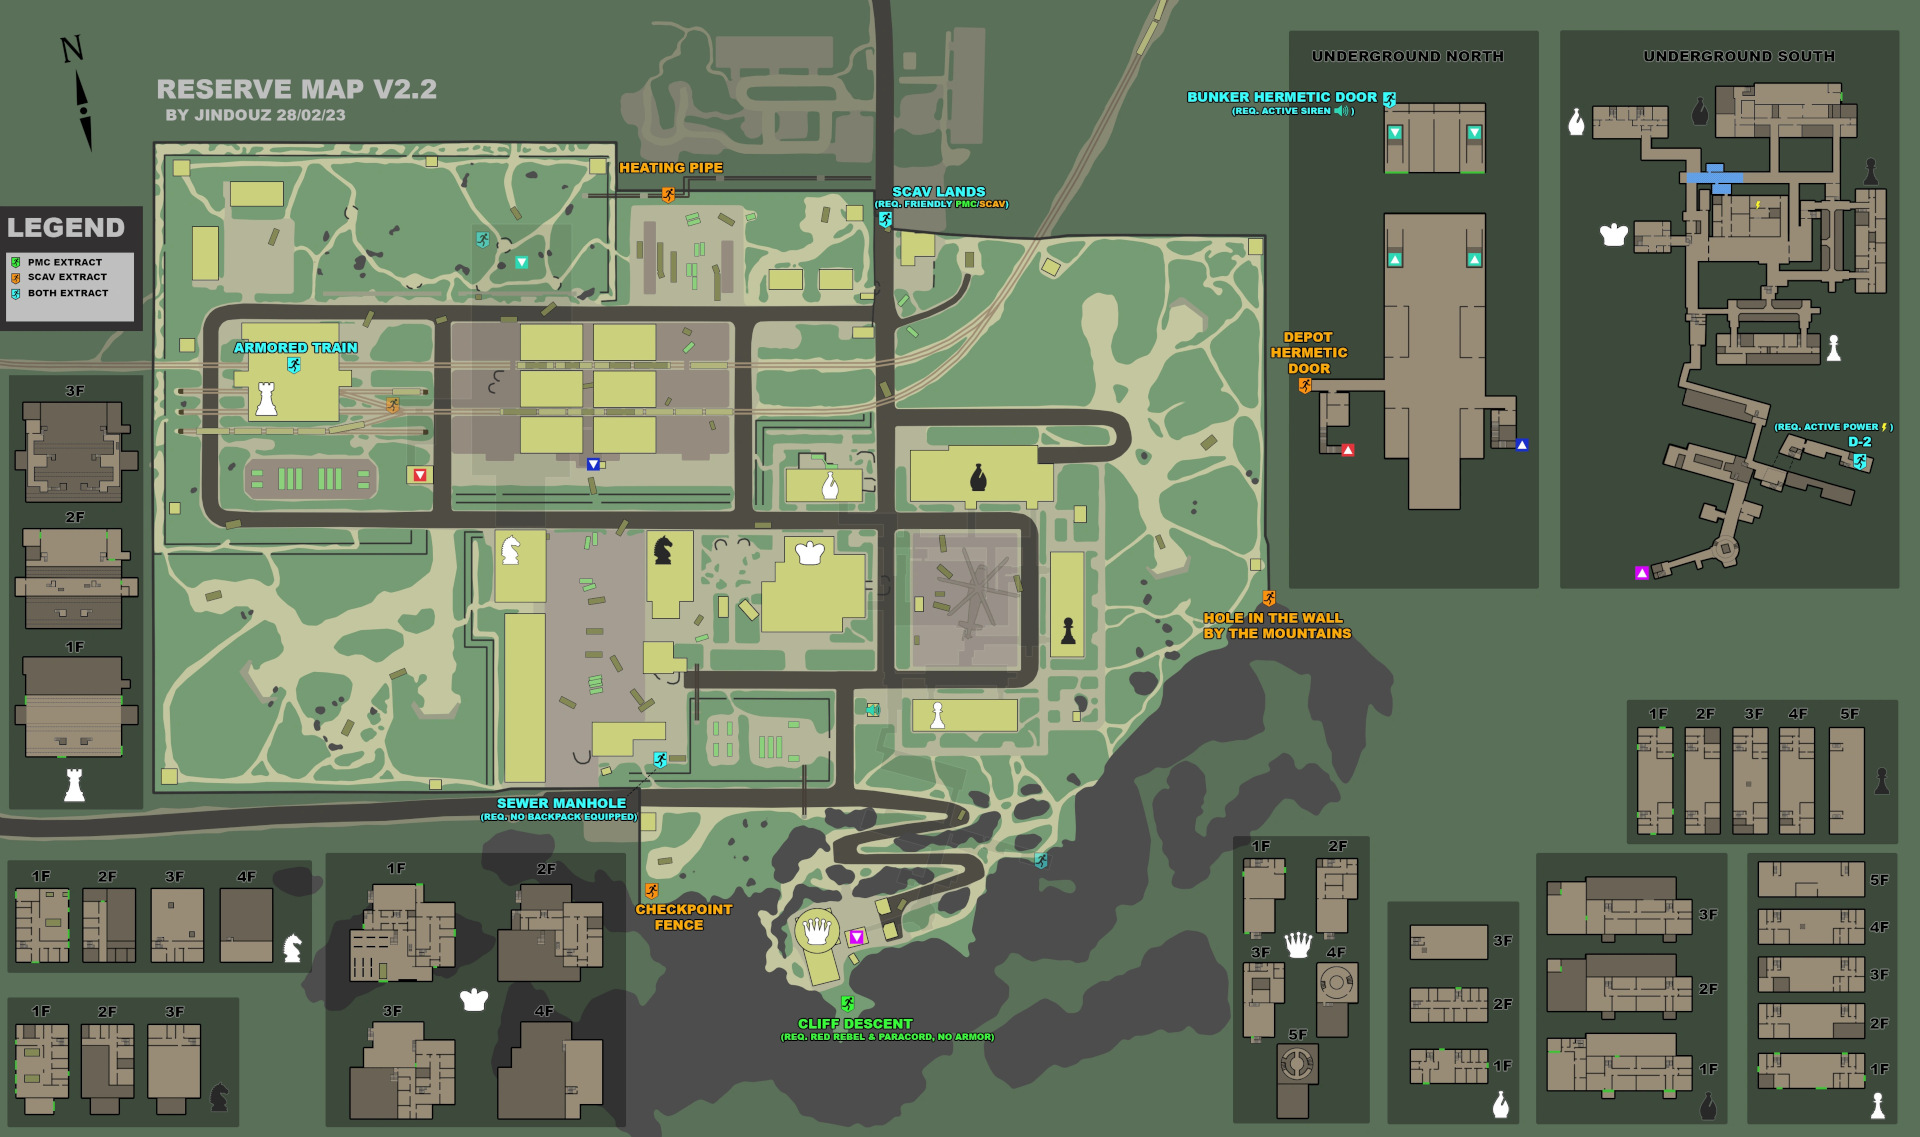 N
RESERVE MAP V2.2
BY JINDOUZ 28/02/23
LEGEND
PMC EXTRACT
SCAV EXTRACT
BOTH EXTRACT
HEATING PIPE
SCAV LANDS
(REQ. FRIENDLY PMC/SCAV)
ARMORED TRAIN
BUNKER HERMETIC DOOR
(REQ. ACTIVE SIREN )
UNDERGROUND NORTH
UNDERGROUND SOUTH
DEPOT
HERMETIC
DOOR
(REQ. ACTIVE POWER )
D-2
HOLE IN THE WALL
BY THE MOUNTAINS
SEWER MANHOLE
(REQ. NO BACKPACK EQUIPPED)
CHECKPOINT
FENCE
CLIFF DESCENT
(REQ. RED REBEL & PARACORD, NO ARMOR)
3F
2F
1F
1F
2F
3F
4F
1F
2F
3F
1F
2F
3F
4F
1F
2F
3F
4F
5F
1F
2F
3F
4F
5F
3F
2F
1F
3F
2F
1F
5F
4F
3F
2F
1F